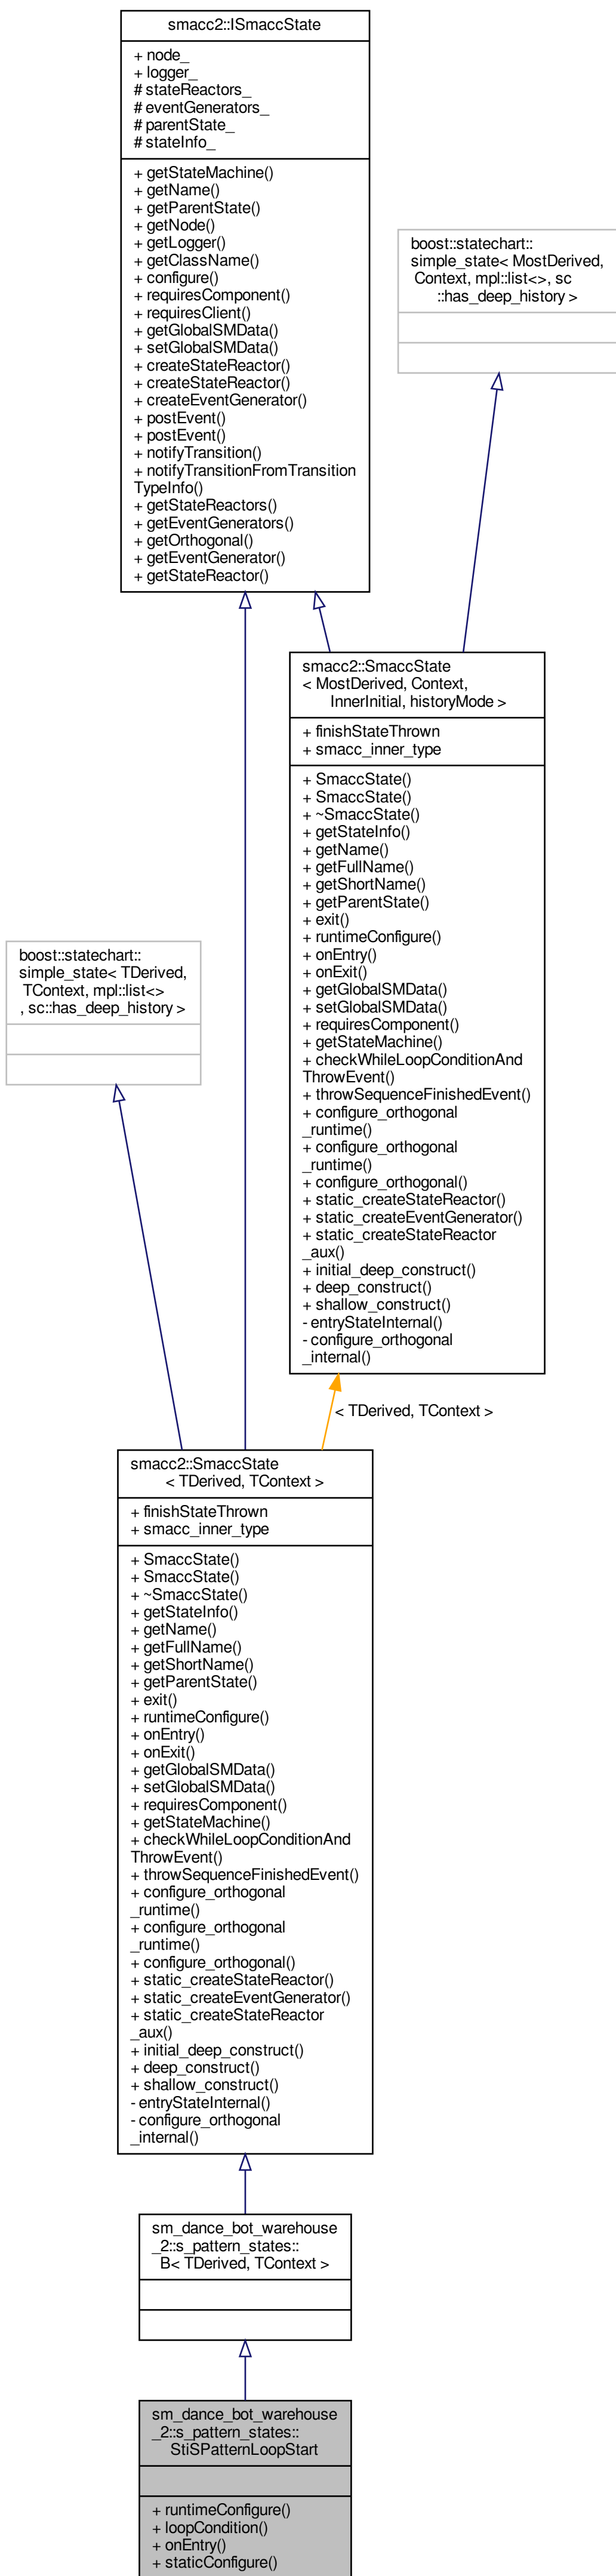 smacc2::ISmaccState
+ node_
+ logger_
# stateReactors_
# eventGenerators_
# parentState_
# stateInfo_
+ getStateMachine()
+ getName()
+ getParentState()
+ getNode()
+ getLogger()
+ getClassName()
+ configure()
+ requiresComponent()
+ requiresClient()
+ getGlobalSMData()
+ setGlobalSMData()
+ createStateReactor()
+ createStateReactor()
+ createEventGenerator()
+ postEvent()
+ postEvent()
+ notifyTransition()
+ notifyTransitionFromTransition
TypeInfo()
+ getStateReactors()
+ getEventGenerators()
+ getOrthogonal()
+ getEventGenerator()
+ getStateReactor()
boost::statechart::
simple_state< MostDerived,
Context, mpl::list<>, sc
::has_deep_history >
smacc2::SmaccState
< MostDerived, Context,
InnerInitial, historyMode >
+ finishStateThrown
+ smacc_inner_type
+ SmaccState()
+ SmaccState()
+ ~SmaccState()
+ getStateInfo()
+ getName()
+ getFullName()
+ getShortName()
+ getParentState()
+ exit()
+ runtimeConfigure()
+ onEntry()
+ onExit()
+ getGlobalSMData()
+ setGlobalSMData()
+ requiresComponent()
+ getStateMachine()
+ checkWhileLoopConditionAnd
ThrowEvent()
+ throwSequenceFinishedEvent()
+ configure_orthogonal
_runtime()
+ configure_orthogonal
_runtime()
+ configure_orthogonal()
+ static_createStateReactor()
+ static_createEventGenerator()
+ static_createStateReactor
_aux()
+ initial_deep_construct()
+ deep_construct()
+ shallow_construct()
- entryStateInternal()
- configure_orthogonal
_internal()
boost::statechart::
simple_state< TDerived,
TContext, mpl::list<>
, sc::has_deep_history >
< TDerived, TContext >
smacc2::SmaccState
< TDerived, TContext >
+ finishStateThrown
+ smacc_inner_type
+ SmaccState()
+ SmaccState()
+ ~SmaccState()
+ getStateInfo()
+ getName()
+ getFullName()
+ getShortName()
+ getParentState()
+ exit()
+ runtimeConfigure()
+ onEntry()
+ onExit()
+ getGlobalSMData()
+ setGlobalSMData()
+ requiresComponent()
+ getStateMachine()
+ checkWhileLoopConditionAnd
ThrowEvent()
+ throwSequenceFinishedEvent()
+ configure_orthogonal
_runtime()
+ configure_orthogonal
_runtime()
+ configure_orthogonal()
+ static_createStateReactor()
+ static_createEventGenerator()
+ static_createStateReactor
_aux()
+ initial_deep_construct()
+ deep_construct()
+ shallow_construct()
- entryStateInternal()
- configure_orthogonal
_internal()
sm_dance_bot_warehouse
_2::s_pattern_states::
B< TDerived, TContext >
sm_dance_bot_warehouse
_2::s_pattern_states::
StiSPatternLoopStart
+ runtimeConfigure()
+ loopCondition()
+ onEntry()
+ staticConfigure()